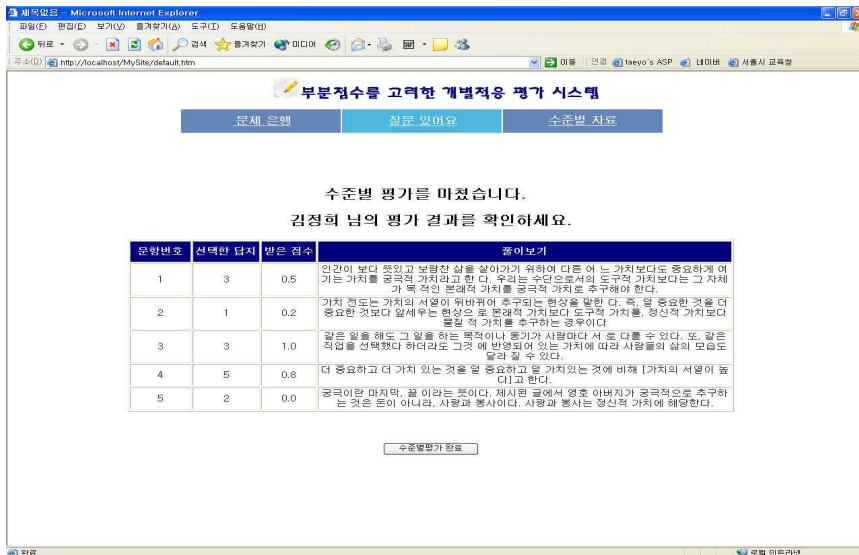 제목없음 - Microsoft Internet Explorer
파일(F) 편집(E) 보기(V) 즐겨찾기(A) 도구(T) 도움말(H)
뒤로 검색 즐겨찾기 미디어
주소(D) http://localhost/MySite/default.htm 이동 연결 taeyo's ASP 네이버 서울시 교육청
부분점수를 고려한 개별적응 평가 시스템
문제 은행 질문 있어요 수준별 자료
수준별 평가를 마쳤습니다.
김정희 님의 평가 결과를 확인하세요.
문항번호 선택한 답지 받은 점수 풀이보기
1 3 0.5 인간이 보다 뜻있고 보람찬 삶을 살아가기 위하여 다른 어 느 가치보다도 중요하게 여
기는 가치를 궁극적 가치라고 한 다. 우리는 수단으로서의 도구적 가치보다는 그 자체
가 목 적인 본래적 가치를 궁극적 가치로 추구해야 한다.
2 1 0.2 가치 전도는 가치의 서열이 뒤바뀌어 추구되는 현상을 말한 다. 즉, 덜 중요한 것을 더
중요한 것보다 앞세우는 현상으 로 본래적 가치보다 도구적 가치를, 정신적 가치보다
물질 적 가치를 추구하는 경우이다
3 3 1.0 같은 일을 해도 그 일을 하는 목적이나 동기가 사람마다 서 로 다를 수 있다. 또, 같은
직업을 선택했다 하더라도 그것 에 반영되어 있는 가치에 따라 사람들의 삶의 모습도
달라 질 수 있다.
4 5 0.8 더 중요하고 더 가치 있는 것을 덜 중요하고 덜 가치있는 것에 비해 [가치의 서열이 높
다]고 한다.
5 2 0.0 궁극이란 마지막, 끝 이라는 뜻이다. 제시된 글에서 영호 아버지가 궁극적으로 추구하
는 것은 돈이 아니라, 사랑과 봉사이다. 사랑과 봉사는 정신적 가치에 해당한다.
수준별평가 완료
완료 로컬 인트라넷